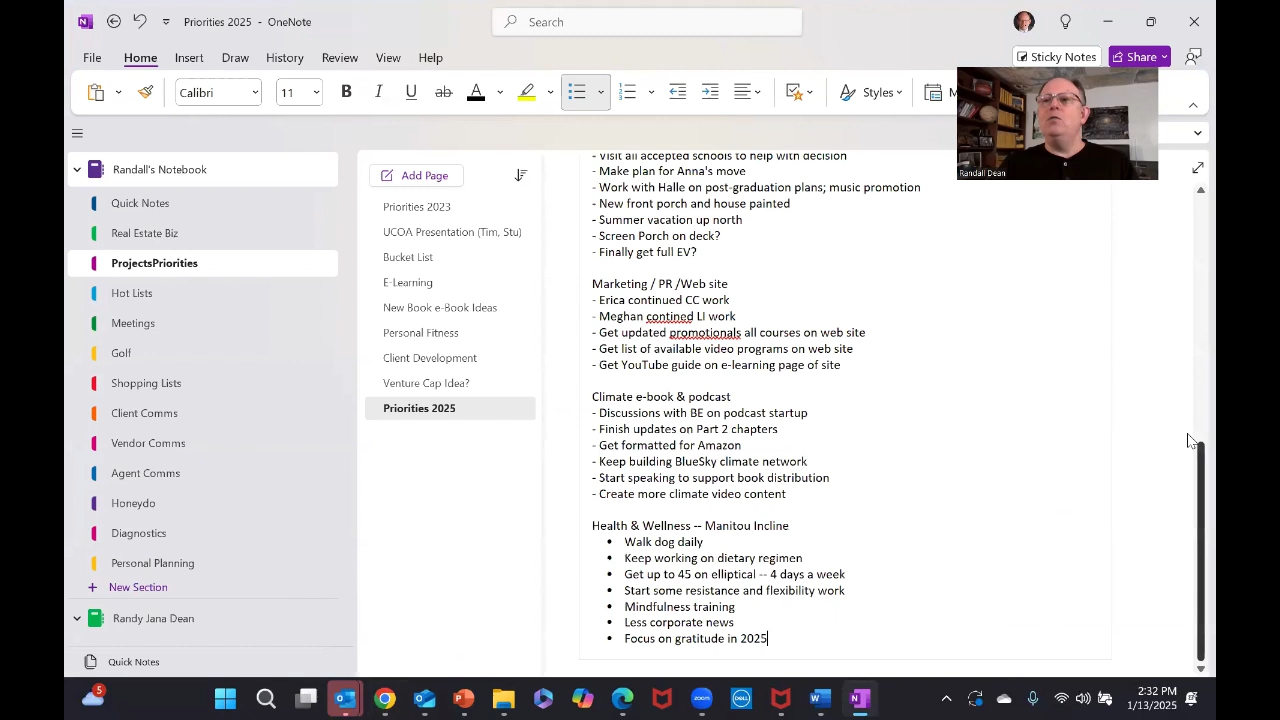 Priorities 2025 - OneNote
Search
File Home Insert Draw History Review View Help
Sticky Notes
Share
Calibri
11
B I U ab A
Styles
M
Randall Dean
Randall's Notebook
Quick Notes
Real Estate Biz
ProjectsPriorities
Hot Lists
Meetings
Golf
Shopping Lists
Client Comms
Vendor Comms
Agent Comms
Honeydo
Diagnostics
Personal Planning
New Section
Randy Jana Dean
Quick Notes
Add Page
Priorities 2023
UCOA Presentation (Tim, Stu)
Bucket List
E-Learning
New Book e-Book Ideas
Personal Finance
Client Development
Venture Cap Idea?
Priorities 2025
- Visit all accepted schools to help with decision
- Make plan for Anna's move
- Work with Halle on post-graduation plans; music promotion
- New front porch and house painted
- Summer vacation up north
- Screen Porch on deck?
- Finally get full EV?
Marketing / PR /Web site
- Erica continued CC work
- Meghan contined LI work
- Get updated promotionals all courses on web site
- Get list of available video programs on web site
- Get YouTube guide on e-learning page of site
Climate e-book & podcast
- Discussions with BE on podcast startup
- Finish updates on Part 2 chapters
- Get formatted for Amazon
- Keep building BlueSky climate network
- Start speaking to support book distribution
- Create more climate video content
Health & Wellness -- Manitou Incline
• Walk dog daily
• Keep working on dietary regimen
• Get up to 45 on elliptical -- 4 days a week
• Start some resistance and flexibility work
• Mindfulness training
• Less corporate news
• Focus on gratitude in 2025
5
zoom
DELL
2:32 PM
1/13/2025